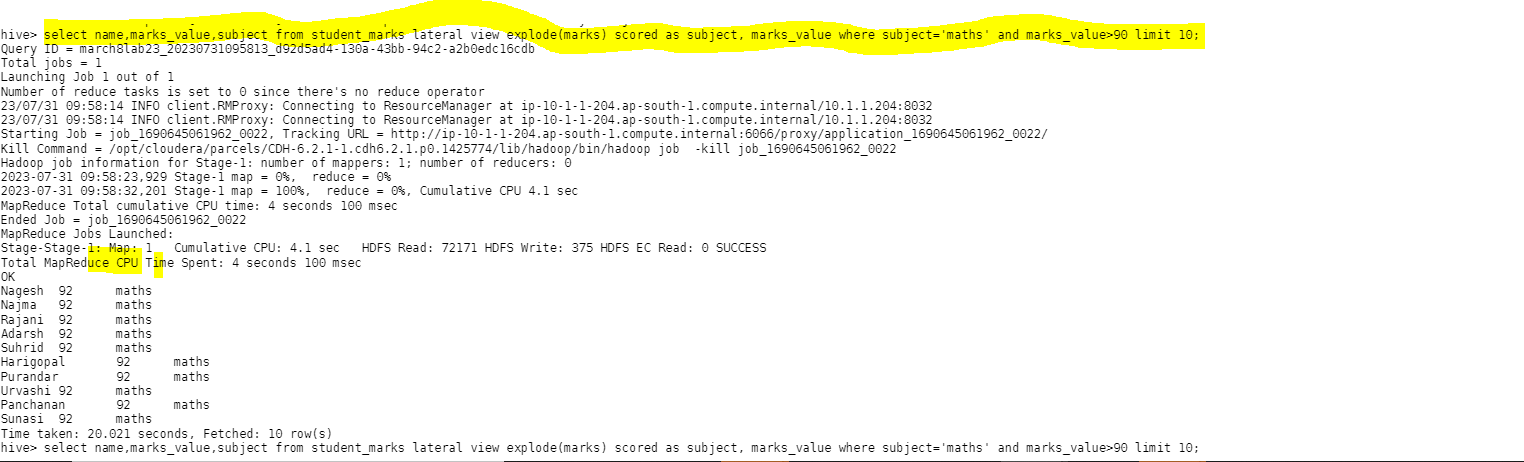 hive> select name,marks_value,subject from student_marks lateral view explode(marks) scored as subject, marks_value where subject='maths' and marks_value>90 limit 10;
Query ID = march8lab23_20230731095813_d92d5ad4-130a-43bb-94c2-a2b0edc16cdb
Total jobs = 1
Launching Job 1 out of 1
Number of reduce tasks is set to 0 since there's no reduce operator
23/07/31 09:58:14 INFO client.RMProxy: Connecting to ResourceManager at ip-10-1-1-204.ap-south-1.compute.internal/10.1.1.204:8032
23/07/31 09:58:14 INFO client.RMProxy: Connecting to ResourceManager at ip-10-1-1-204.ap-south-1.compute.internal/10.1.1.204:8032
Starting Job = job_1690645061962_0022, Tracking URL = http://ip-10-1-1-204.ap-south-1.compute.internal:6066/proxy/application_1690645061962_0022/
Kill Command = /opt/cloudera/parcels/CDH-6.2.1-1.cdh6.2.1.p0.1425774/lib/hadoop/bin/hadoop job  -kill job_1690645061962_0022
Hadoop job information for Stage-1: number of mappers: 1; number of reducers: 0
2023-07-31 09:58:23,929 Stage-1 map = 0%,  reduce = 0%
2023-07-31 09:58:32,201 Stage-1 map = 100%,  reduce = 0%, Cumulative CPU 4.1 sec
MapReduce Total cumulative CPU time: 4 seconds 100 msec
Ended Job = job_1690645061962_0022
MapReduce Jobs Launched:
Stage-Stage-1: Map: 1   Cumulative CPU: 4.1 sec   HDFS Read: 72171 HDFS Write: 375 HDFS EC Read: 0 SUCCESS
Total MapReduce CPU Time Spent: 4 seconds 100 msec
OK
Nagesh  92      maths
Najma   92      maths
Rajani  92      maths
Adarsh  92      maths
Suhrid  92      maths
Harigopal       92      maths
Purandar        92      maths
Urvashi 92      maths
Panchanan       92      maths
Sunasi  92      maths
Time taken: 20.021 seconds, Fetched: 10 row(s)
hive> select name,marks_value,subject from student_marks lateral view explode(marks) scored as subject, marks_value where subject='maths' and marks_value>90 limit 10;